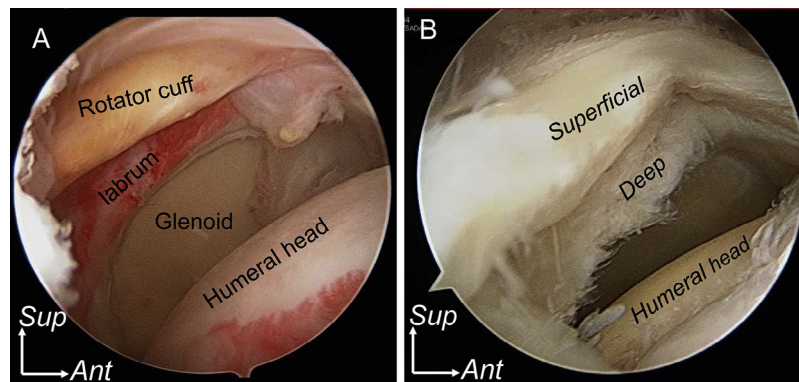 A
Rotator cuff
labrum
Glenoid
Humeral head
Sup
Ant
B
Superficial
Deep
Humeral head
Sup
Ant